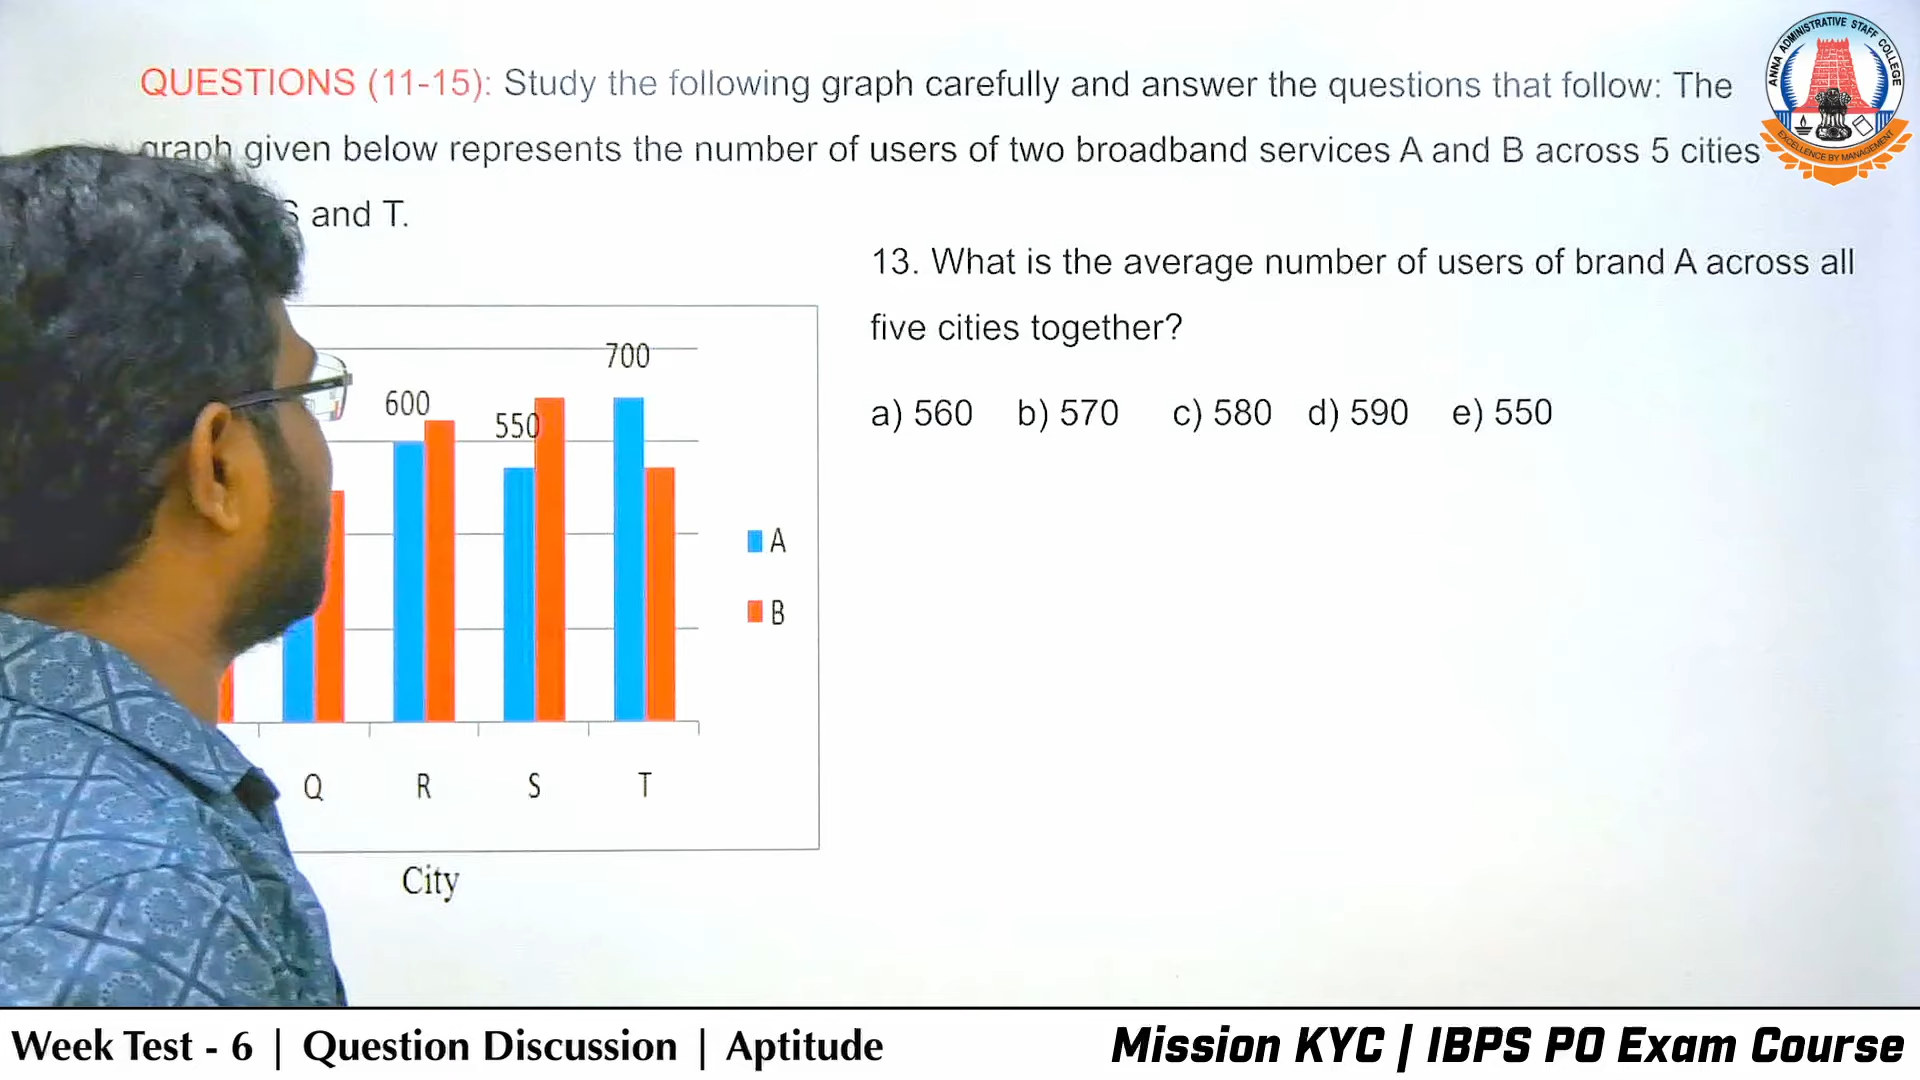 QUESTIONS (11-15): Study the following graph carefully and answer the questions that follow: The
graph given below represents the number of users of two broadband services A and B across 5 cities
and T.
13. What is the average number of users of brand A across all
five cities together?
a) 560 b) 570 c) 580 d) 590 e) 550
700
600
550
A
B
Q R S T
City
ANNA ADMINISTRATIVE STAFF COLLEGE
EXCELLENCE BY MANAGEMENT
Week Test - 6 | Question Discussion | Aptitude
Mission KYC | IBPS PO Exam Course